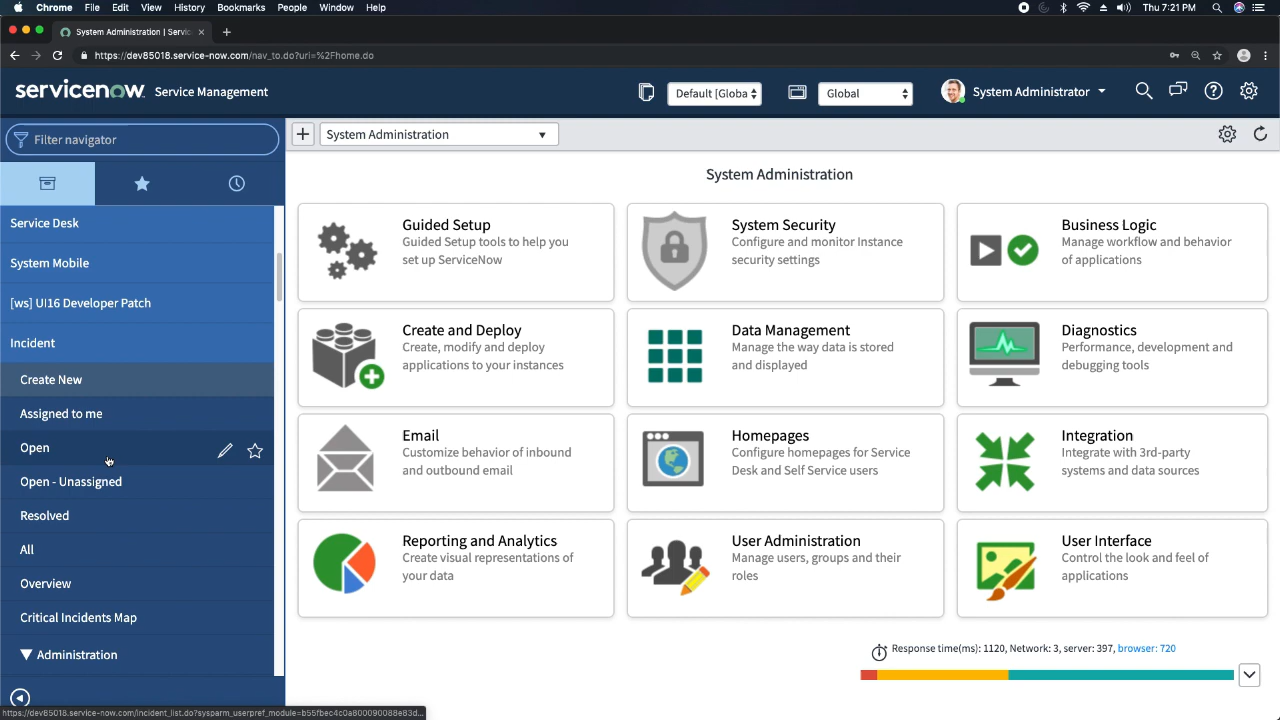 Chrome File Edit View History Bookmarks People Window Help Thu 7:21 PM
System Administration | Servic
https://dev85018.service-now.com/nav_to.do?uri=%2Fhome.do
servicenow Service Management
Default [Globa
Global
System Administrator
Filter navigator
System Administration
System Administration
Service Desk
System Mobile
[ws] UI16 Developer Patch
Incident
Create New
Assigned to me
Open
Open - Unassigned
Resolved
All
Overview
Critical Incidents Map
Administration
Guided Setup
Guided Setup tools to help you
set up ServiceNow
System Security
Configure and monitor Instance
security settings
Business Logic
Manage workflow and behavior
of applications
Create and Deploy
Create, modify and deploy
applications to your instances
Data Management
Manage the way data is stored
and displayed
Diagnostics
Performance, development and
debugging tools
Email
Customize behavior of inbound
and outbound email
Homepages
Configure homepages for Service
Desk and Self Service users
Integration
Integrate with 3rd-party
systems and data sources
Reporting and Analytics
Create visual representations of
your data
User Administration
Manage users, groups and their
roles
User Interface
Control the look and feel of
applications
Response time(ms): 1120, Network: 3, server: 397, browser: 720
https://dev85018.service-now.com/incident_list.do?sysparm_userpref_module=b55fbec4c0a800090088e83d...